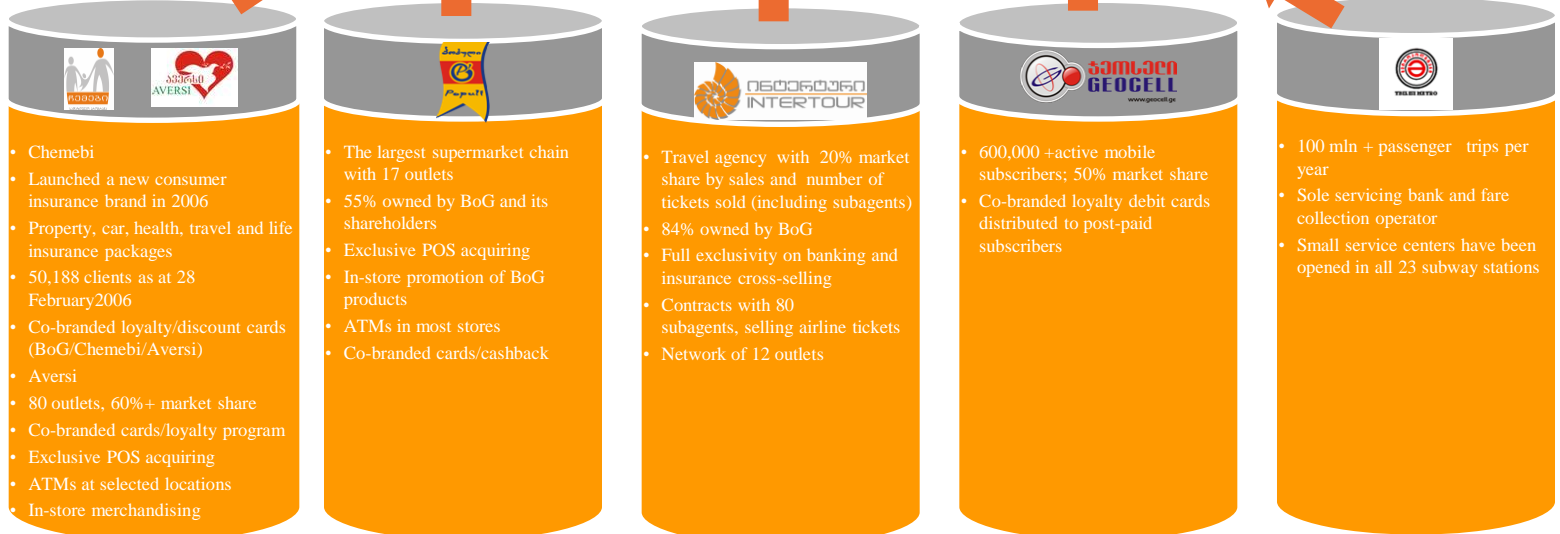 ჩემები
ავერსი
AVERSI
• Chemebi
• Launched a new consumer
insurance brand in 2006
• Property, car, health, travel and life
insurance packages
• 50,188 clients as at 28
February2006
• Co-branded loyalty/discount cards
(BoG/Chemebi/Aversi)
• Aversi
• 80 outlets, 60%+ market share
• Co-branded cards/loyalty program
• Exclusive POS acquiring
• ATMs at selected locations
• In-store merchandising
პოპული
Populi
• The largest supermarket chain
with 17 outlets
• 55% owned by BoG and its
shareholders
• Exclusive POS acquiring
• In-store promotion of BoG
products
• ATMs in most stores
• Co-branded cards/cashback
ინტერტური
INTERTOUR
• Travel agency with 20% market
share by sales and number of
tickets sold (including subagents)
• 84% owned by BoG
• Full exclusivity on banking and
insurance cross-selling
• Contracts with 80
subagents, selling airline tickets
• Network of 12 outlets
ჯეოსელი
GEOCELL
www.geocell.ge
• 600,000 +active mobile
subscribers; 50% market share
• Co-branded loyalty debit cards
distributed to post-paid
subscribers
TBILISI METRO
• 100 mln + passenger trips per
year
• Sole servicing bank and fare
collection operator
• Small service centers have been
opened in all 23 subway stations